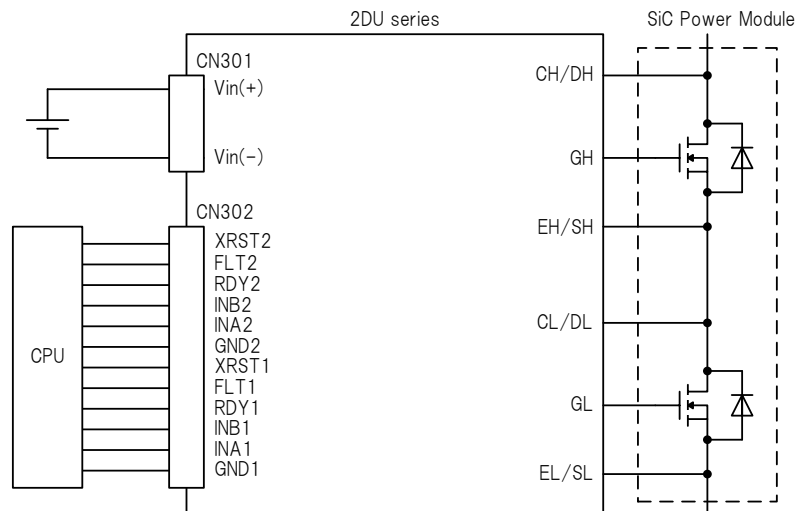 2DU series
SiC Power Module
CN301
Vin(+)
Vin(-)
CN302
XRST2
FLT2
RDY2
INB2
INA2
GND2
XRST1
FLT1
RDY1
INB1
INA1
GND1
CPU
CH/DH
GH
EH/SH
CL/DL
GL
EL/SL